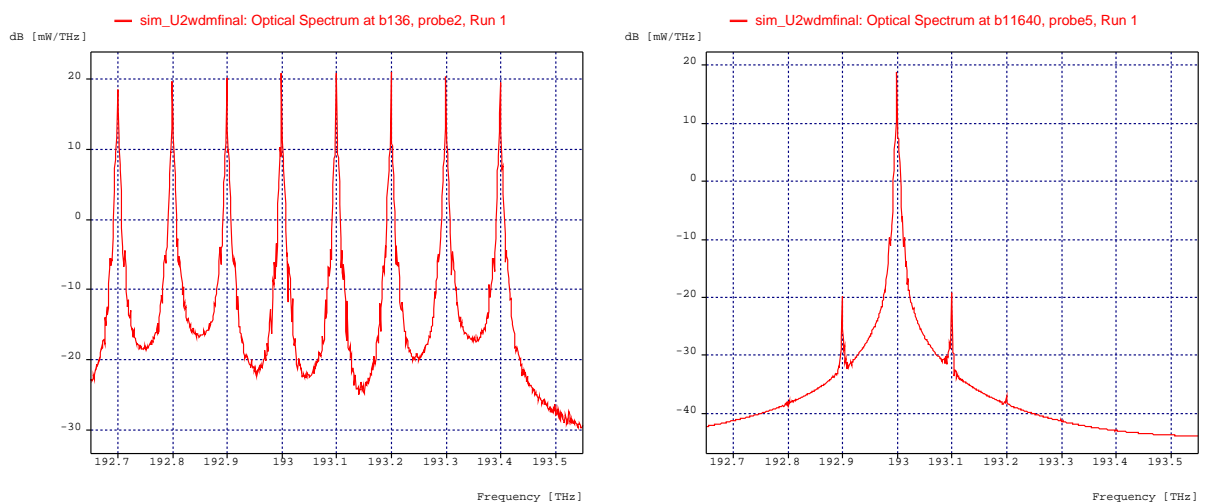 sim_U2wdmfinal: Optical Spectrum at b136, probe2, Run 1
dB [mW/THz]
20
10
0
-10
-20
-30
192.7 192.8 192.9 193 193.1 193.2 193.3 193.4 193.5
Frequency [THz]
sim_U2wdmfinal: Optical Spectrum at b11640, probe5, Run 1
dB [mW/THz]
20
10
0
-10
-20
-30
-40
192.7 192.8 192.9 193 193.1 193.2 193.3 193.4 193.5
Frequency [THz]